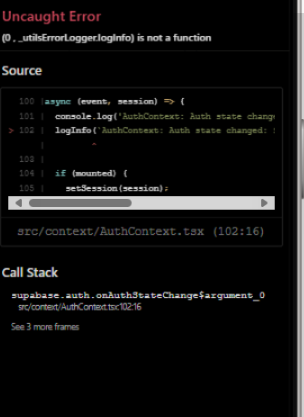 Uncaught Error
(0 , _utilsErrorLogger.logInfo) is not a function
Source
100 | async (event, session) => {
101 | console.log('AuthContext: Auth state chang
> 102 | logInfo('AuthContext: Auth state changed:
| ^
103 |
104 | if (mounted) {
105 | setSession(session);
src/context/AuthContext.tsx (102:16)
Call Stack
supabase.auth.onAuthStateChange$argument_0
src/context/AuthContext.tsx:102:16
See 3 more frames